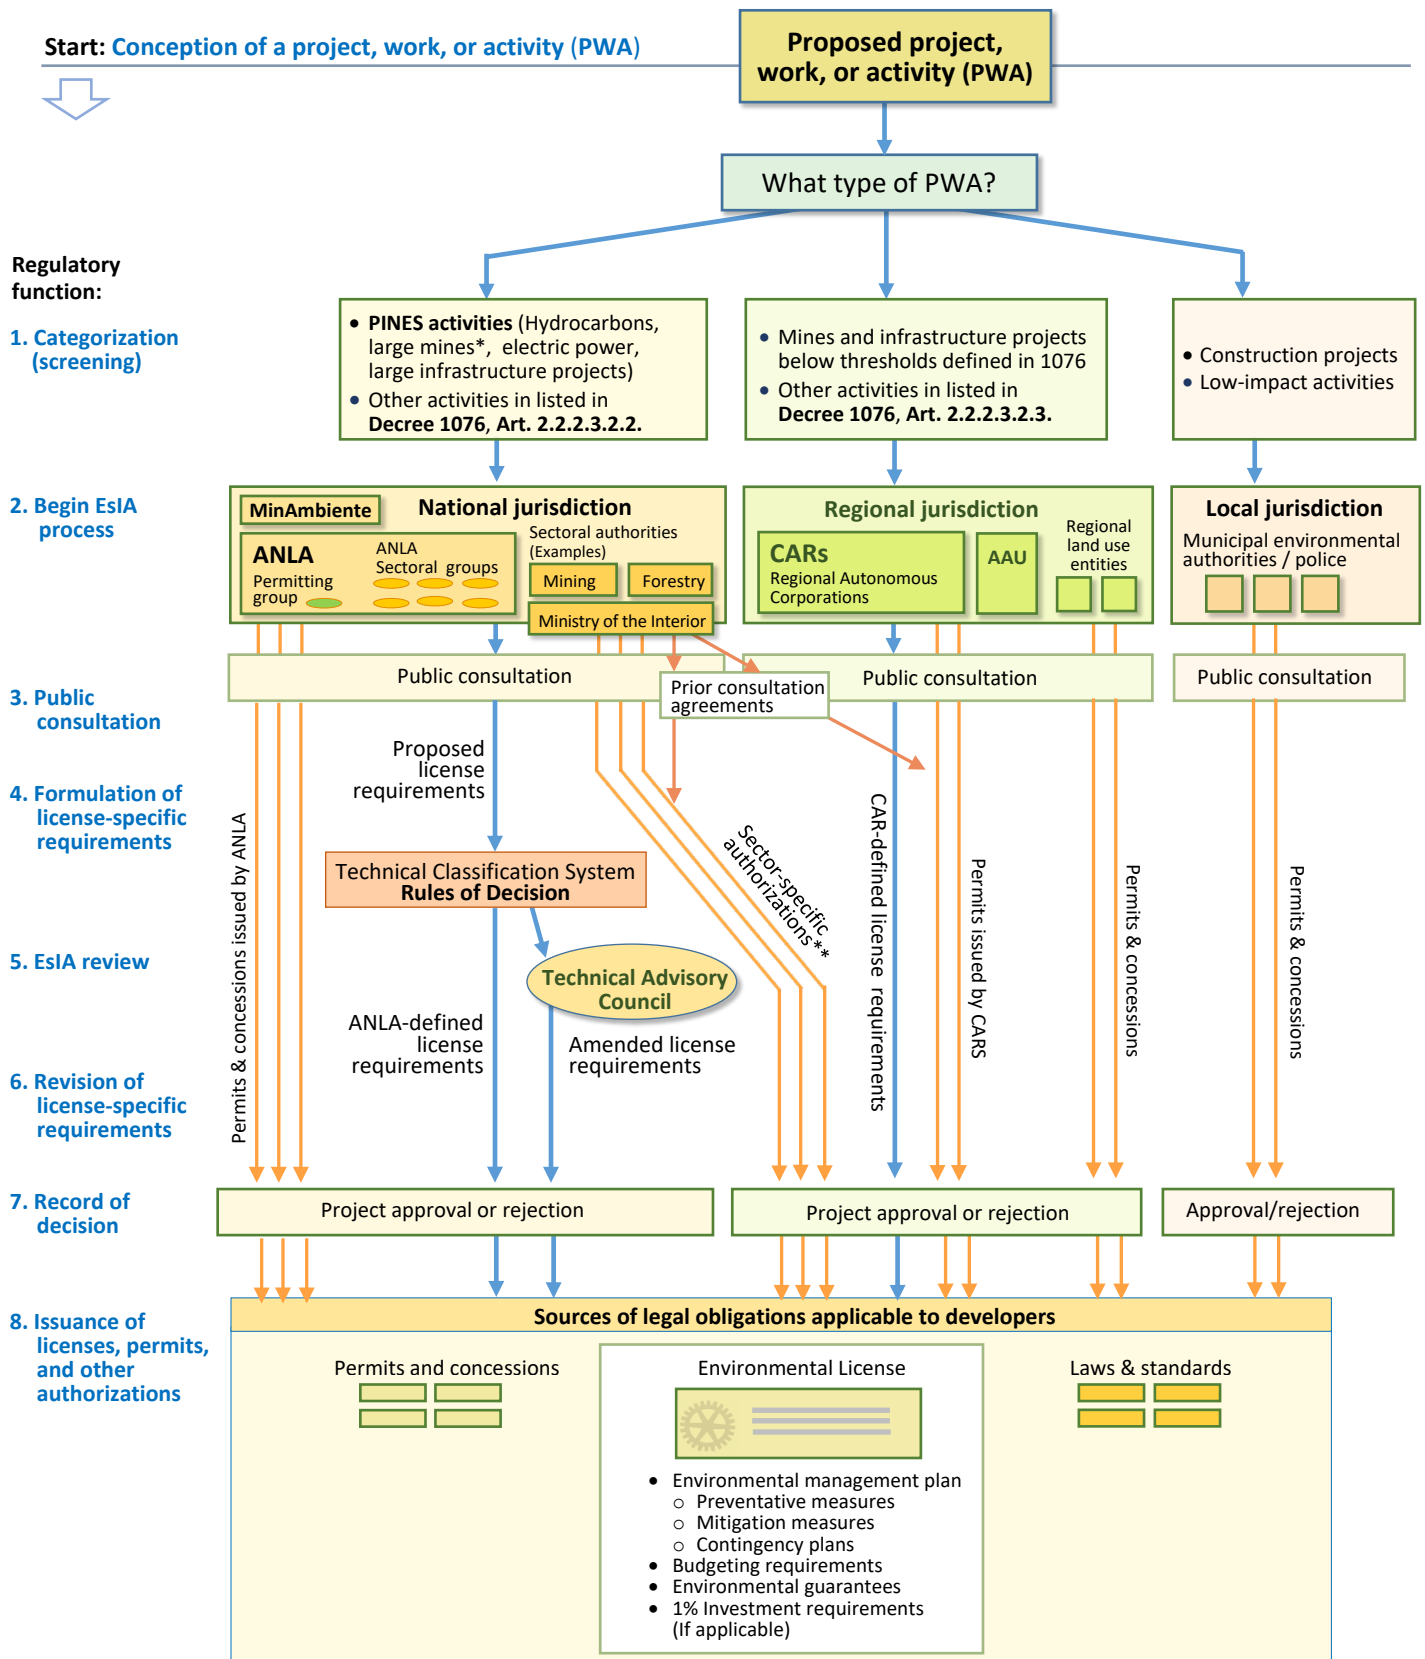 Start: Conception of a project, work, or activity (PWA)
Proposed project,
work, or activity (PWA)
What type of PWA?
Regulatory
function:
1. Categorization
(screening)
• PINES activities (Hydrocarbons,
large mines*, electric power,
large infrastructure projects)
• Other activities in listed in
Decree 1076, Art. 2.2.2.3.2.2.
• Mines and infrastructure projects
below thresholds defined in 1076
• Other activities in listed in
Decree 1076, Art. 2.2.2.3.2.3.
• Construction projects
• Low-impact activities
2. Begin EsIA
process
MinAmbiente
National jurisdiction
ANLA
Permitting
group
ANLA
Sectoral groups
Sectoral authorities
(Examples)
Mining
Forestry
Ministry of the Interior
Regional jurisdiction
CARs
Regional Autonomous
Corporations
AAU
Regional
land use
entities
Local jurisdiction
Municipal environmental
authorities / police
3. Public
consultation
Public consultation
Prior consultation
agreements
Public consultation
Public consultation
4. Formulation of
license-specific
requirements
Proposed
license
requirements
Technical Classification System
Rules of Decision
Permits & concessions issued by ANLA
Sector-specific
authorizations**
CAR-defined license requirements
Permits issued by CARS
Permits & concessions
Permits & concessions
5. EsIA review
Technical Advisory
Council
ANLA-defined
license
requirements
Amended license
requirements
6. Revision of
license-specific
requirements
7. Record of
decision
Project approval or rejection
Project approval or rejection
Approval/rejection
8. Issuance of
licenses, permits,
and other
authorizations
Sources of legal obligations applicable to developers
Permits and concessions
Environmental License
Laws & standards
• Environmental management plan
o Preventative measures
o Mitigation measures
o Contingency plans
• Budgeting requirements
• Environmental guarantees
• 1% Investment requirements
(If applicable)